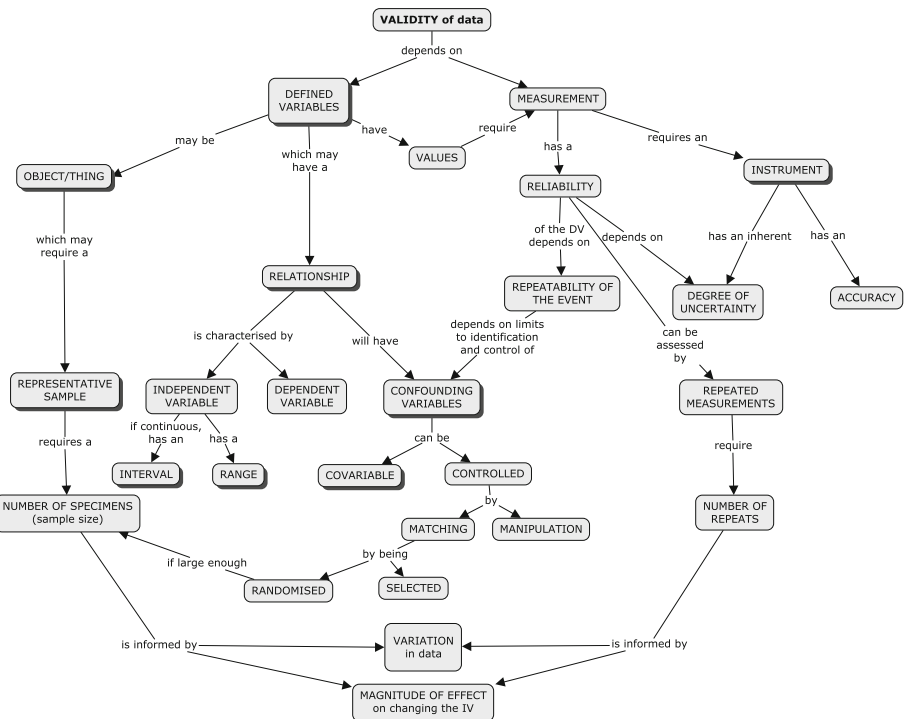 VALIDITY of data
depends on
DEFINED
VARIABLES
MEASUREMENT
have
VALUES
require
may be
which may
have a
has a
requires an
OBJECT/THING
RELIABILITY
INSTRUMENT
which may
require a
of the DV
depends on
depends on
has an inherent
has an
RELATIONSHIP
REPEATABILITY OF
THE EVENT
DEGREE OF
UNCERTAINTY
ACCURACY
is characterised by
will have
depends on limits
to identification
and control of
can be
assessed
by
REPRESENTATIVE
SAMPLE
INDEPENDENT
VARIABLE
DEPENDENT
VARIABLE
CONFOUNDING
VARIABLES
REPEATED
MEASUREMENTS
requires a
if continuous,
has an
has a
can be
require
INTERVAL
RANGE
COVARIABLE
CONTROLLED
by
NUMBER OF SPECIMENS
(sample size)
MATCHING
MANIPULATION
NUMBER OF
REPEATS
if large enough
by being
RANDOMISED
SELECTED
is informed by
VARIATION
in data
is informed by
MAGNITUDE OF EFFECT
on changing the IV